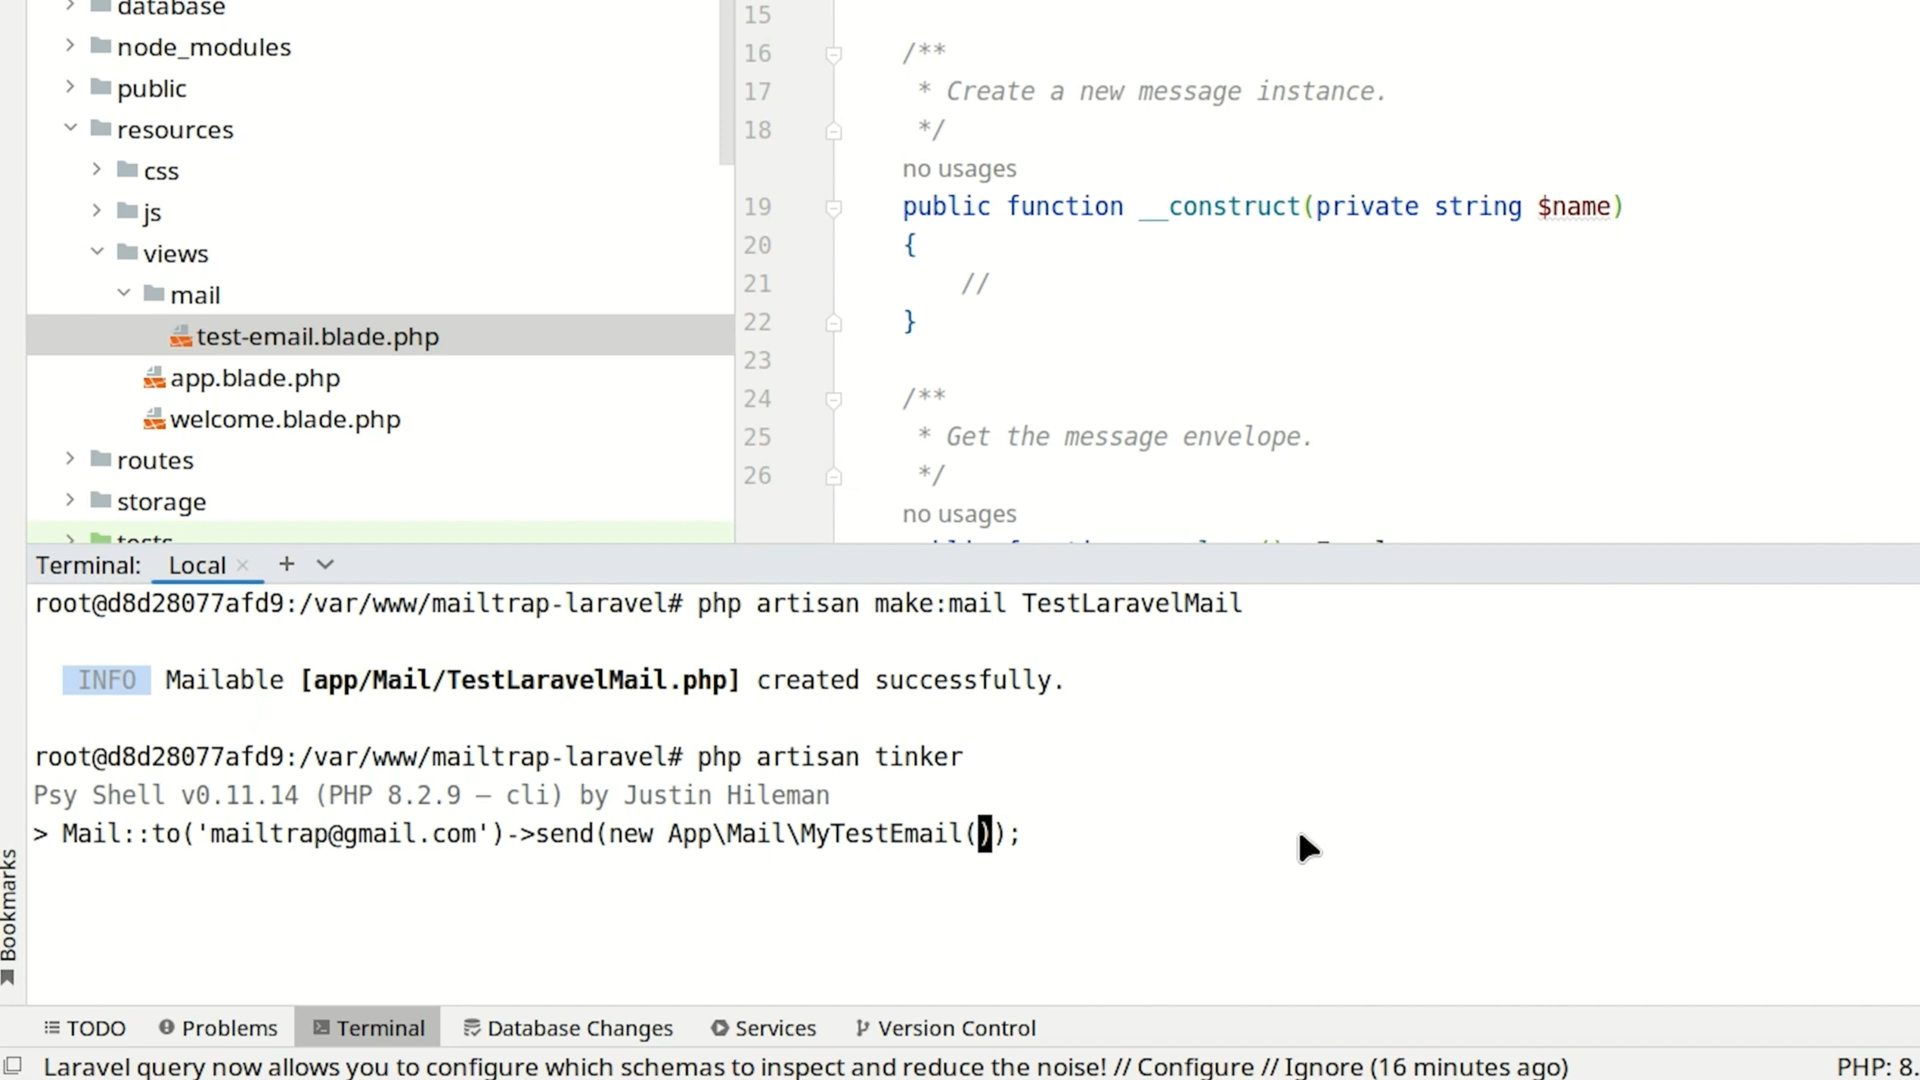 database
node_modules
public
resources
css
js
views
mail
test-email.blade.php
app.blade.php
welcome.blade.php
routes
storage
tests
15
16 /**
17 * Create a new message instance.
18 */
no usages
19 public function __construct(private string $name)
20 {
21 //
22 }
23
24 /**
25 * Get the message envelope.
26 */
no usages
Terminal: Local
root@d8d28077afd9:/var/www/mailtrap-laravel# php artisan make:mail TestLaravelMail
INFO Mailable [app/Mail/TestLaravelMail.php] created successfully.
root@d8d28077afd9:/var/www/mailtrap-laravel# php artisan tinker
Psy Shell v0.11.14 (PHP 8.2.9 — cli) by Justin Hileman
> Mail::to('mailtrap@gmail.com')->send(new App\Mail\MyTestEmail());
Bookmarks
TODO Problems Terminal Database Changes Services Version Control
Laravel query now allows you to configure which schemas to inspect and reduce the noise! // Configure // Ignore (16 minutes ago) PHP: 8.